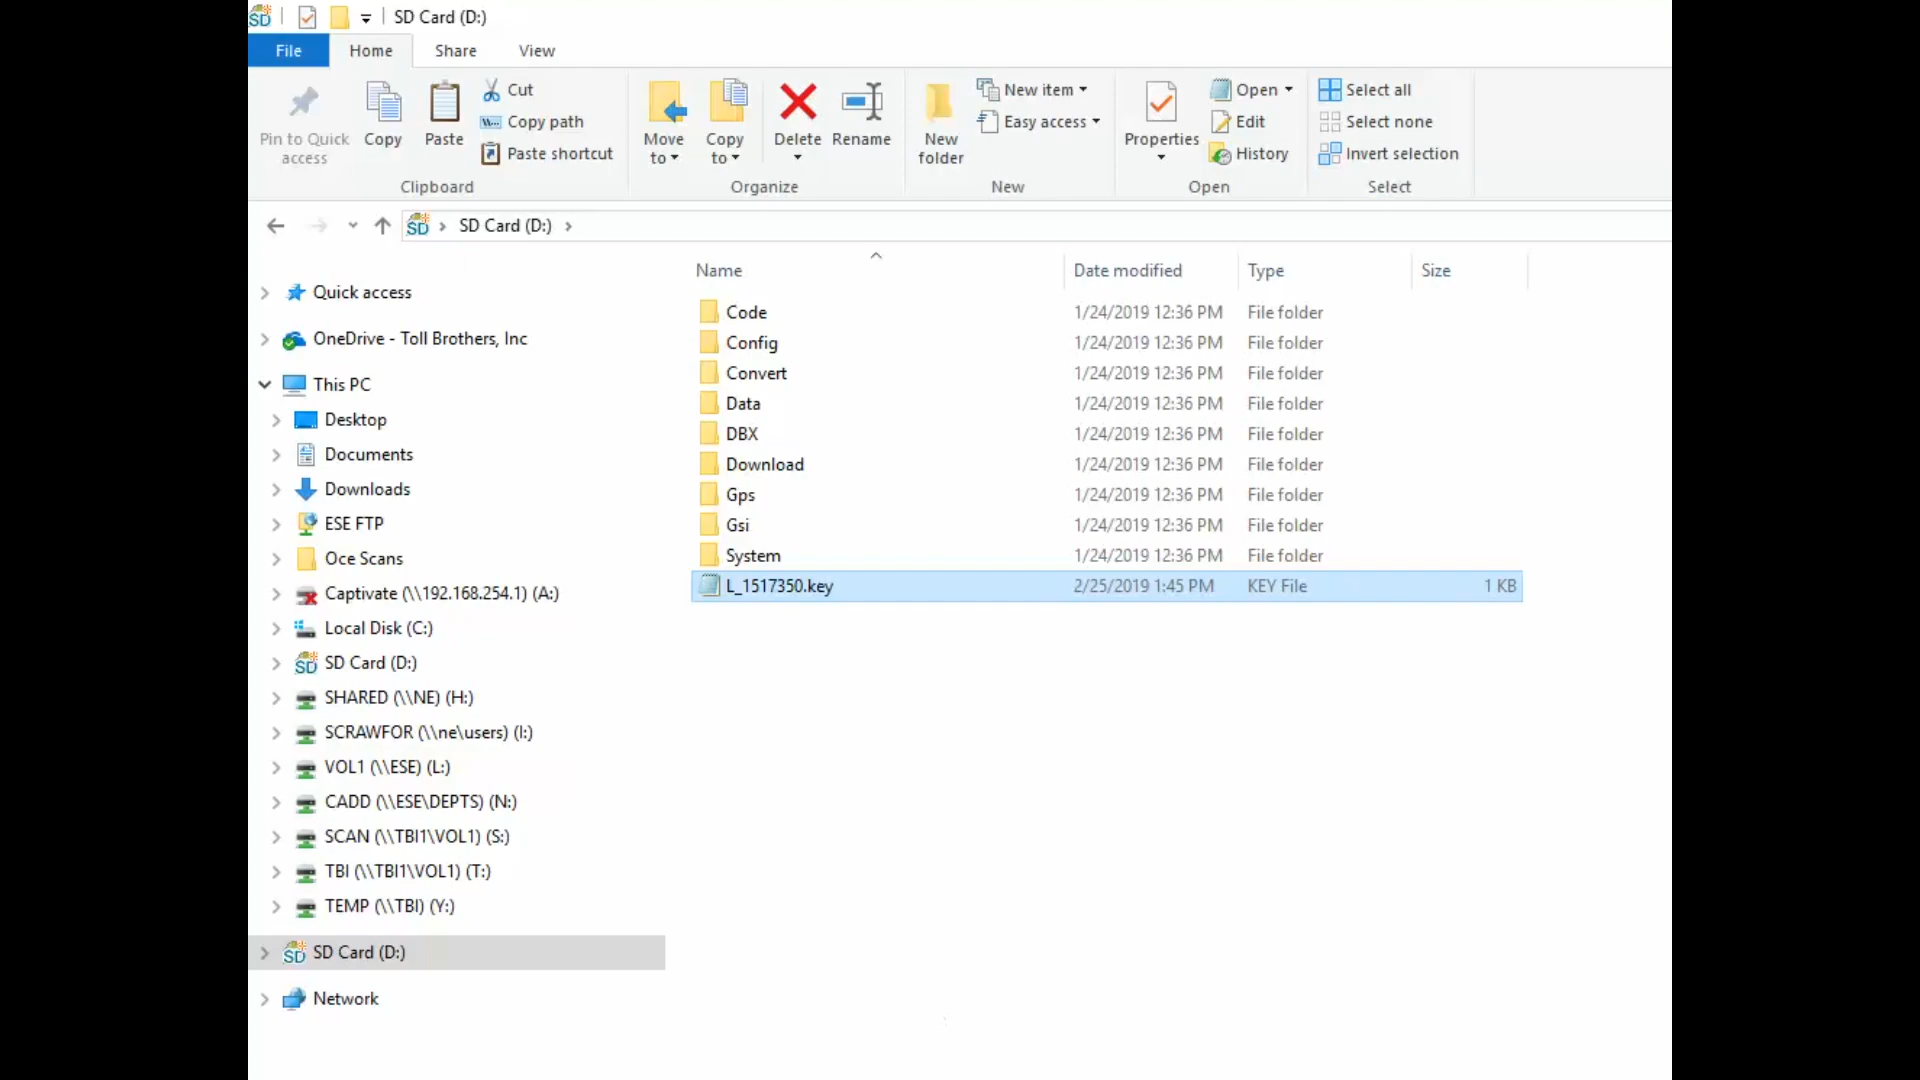 SD SD Card (D:)
File Home Share View
Pin to Quick access
Copy
Paste
Cut
Copy path
Paste shortcut
Clipboard
Move to
Copy to
Delete
Rename
Organize
New folder
New item
Easy access
New
Properties
Open
Edit
History
Open
Select all
Select none
Invert selection
Select
SD SD Card (D:)
Quick access
OneDrive - Toll Brothers, Inc
This PC
Desktop
Documents
Downloads
ESE FTP
Oce Scans
Captivate (\\192.168.254.1) (A:)
Local Disk (C:)
SD SD Card (D:)
SHARED (\\NE) (H:)
SCRAWFOR (\\ne\users) (I:)
VOL1 (\\ESE) (L:)
CADD (\\ESE\DEPTS) (N:)
SCAN (\\TBI1\VOL1) (S:)
TBI (\\TBI1\VOL1) (T:)
TEMP (\\TBI) (Y:)
SD SD Card (D:)
Network
Name Date modified Type Size
Code 1/24/2019 12:36 PM File folder
Config 1/24/2019 12:36 PM File folder
Convert 1/24/2019 12:36 PM File folder
Data 1/24/2019 12:36 PM File folder
DBX 1/24/2019 12:36 PM File folder
Download 1/24/2019 12:36 PM File folder
Gps 1/24/2019 12:36 PM File folder
Gsi 1/24/2019 12:36 PM File folder
System 1/24/2019 12:36 PM File folder
L_1517350.key 2/25/2019 1:45 PM KEY File 1 KB